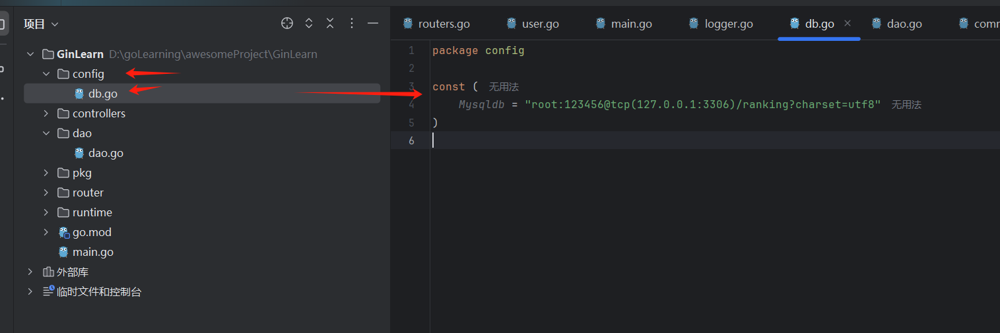 项目
GinLearn D:\goLearning\awesomeProject\GinLearn
config
db.go
controllers
dao
dao.go
pkg
router
runtime
go.mod
main.go
外部库
临时文件和控制台
routers.go user.go main.go logger.go db.go dao.go
1 package config
2
3 const ( 无用法
4 Mysqldb = "root:123456@tcp(127.0.0.1:3306)/ranking?charset=utf8" 无用法
5 )
6